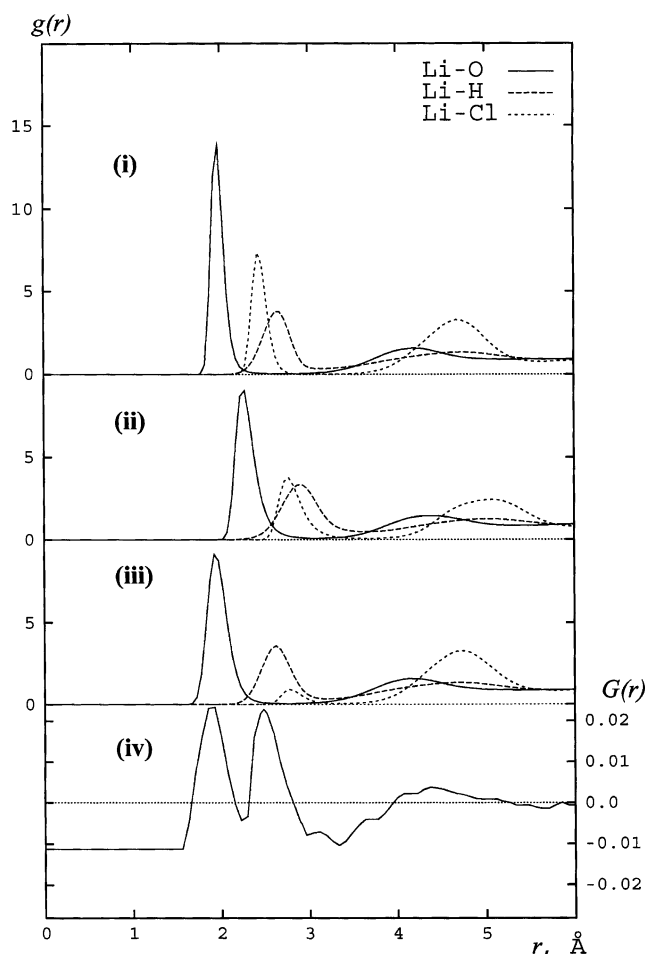 g(r)
Li-O
Li-H
Li-Cl
15
(i)
10
5
0
(ii)
5
0
(iii)
5
0
G(r)
(iv)
0.02
0.01
0.0
-0.01
-0.02
0 1 2 3 4 5
r, Å